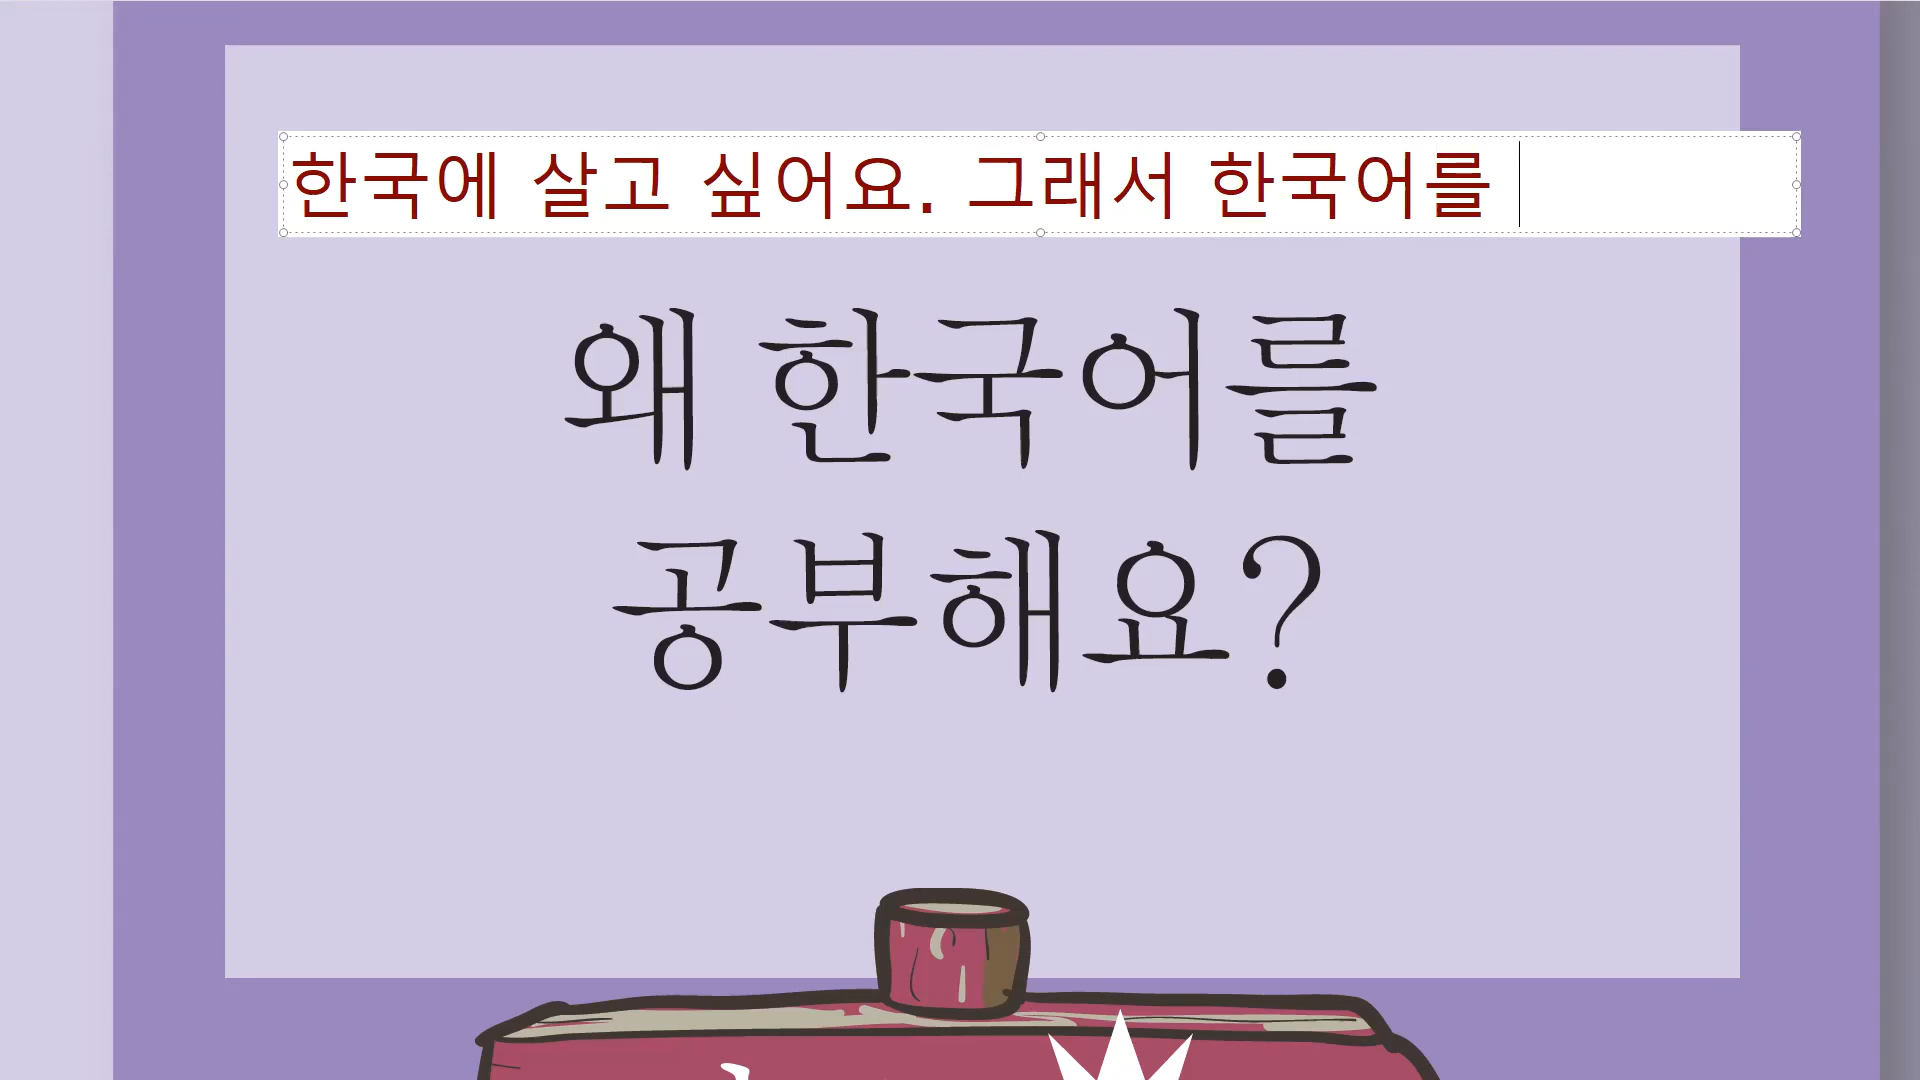 한국에 살고 싶어요. 그래서 한국어를
왜 한국어를
공부해요?